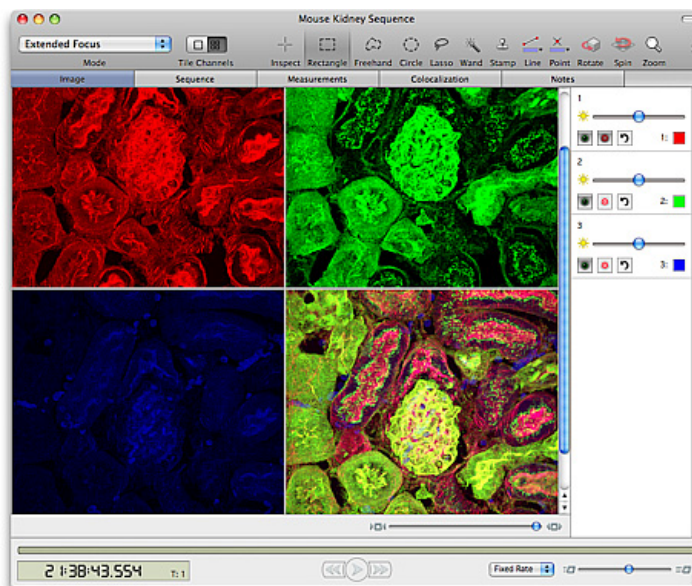 Mouse Kidney Sequence
Extended Focus
Mode
Tile Channels
Inspect Rectangle Freehand Circle Lasso Wand Stamp Line Point Rotate Spin Zoom
Image Sequence Measurements Colocalization Notes
1
1:
2
2:
3
3:
21:38:43.554 T: 1
Fixed Rate